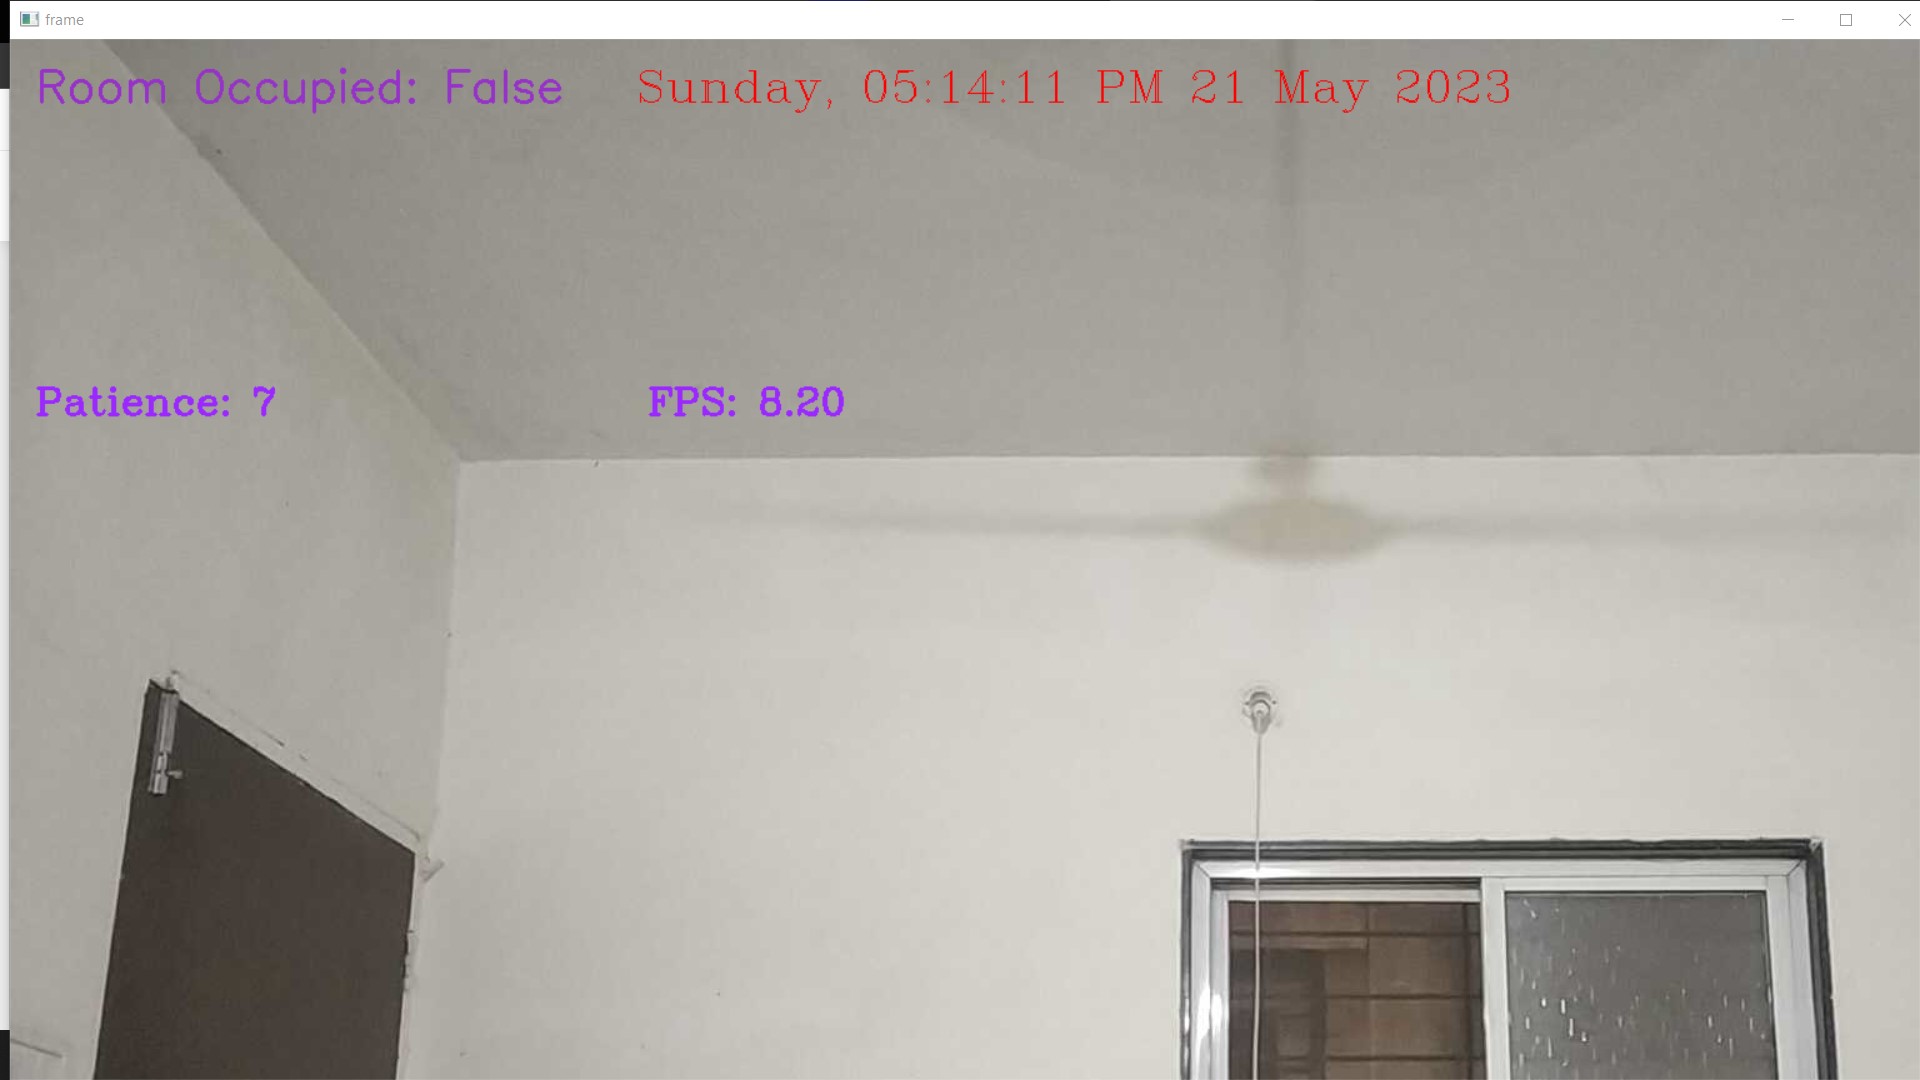 frame
Room Occupied: False Sunday, 05:14:11 PM 21 May 2023
Patience: 7 FPS: 8.20